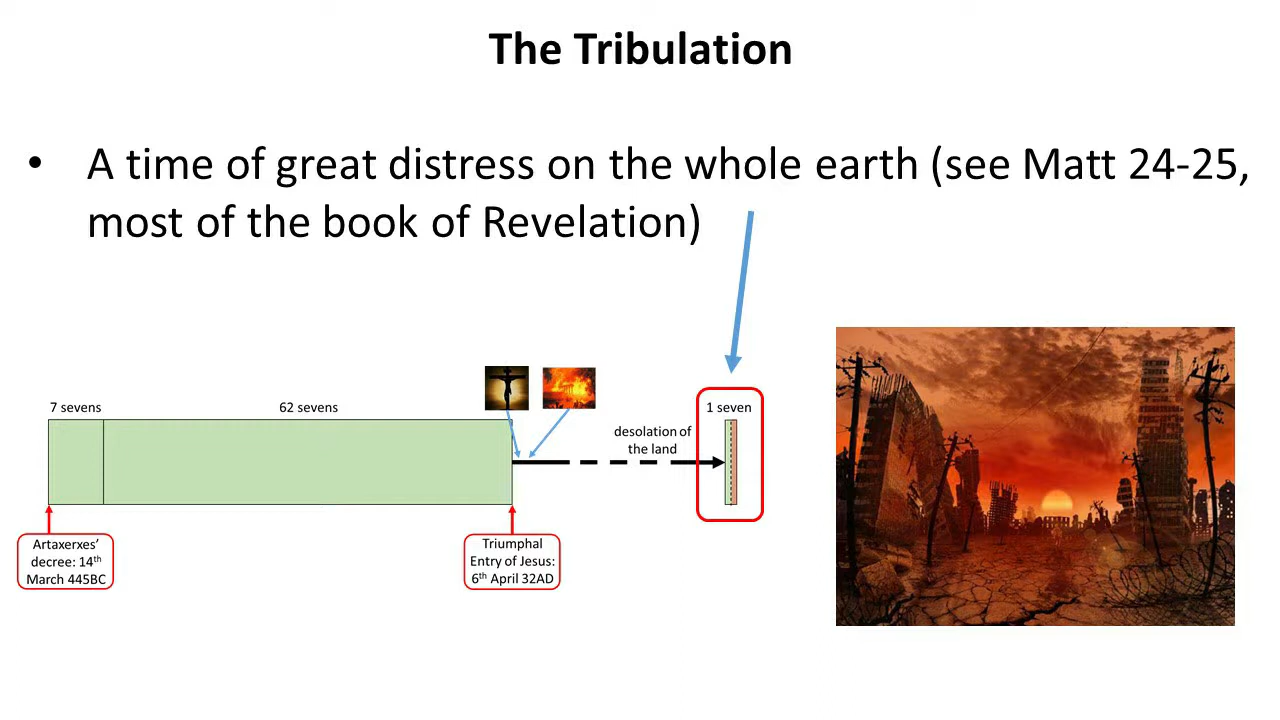 The Tribulation
• A time of great distress on the whole earth (see Matt 24-25,
most of the book of Revelation)
7 sevens
62 sevens
1 seven
desolation of
the land
Artaxerxes’
decree: 14th
March 445BC
Triumphal
Entry of Jesus:
6th April 32AD